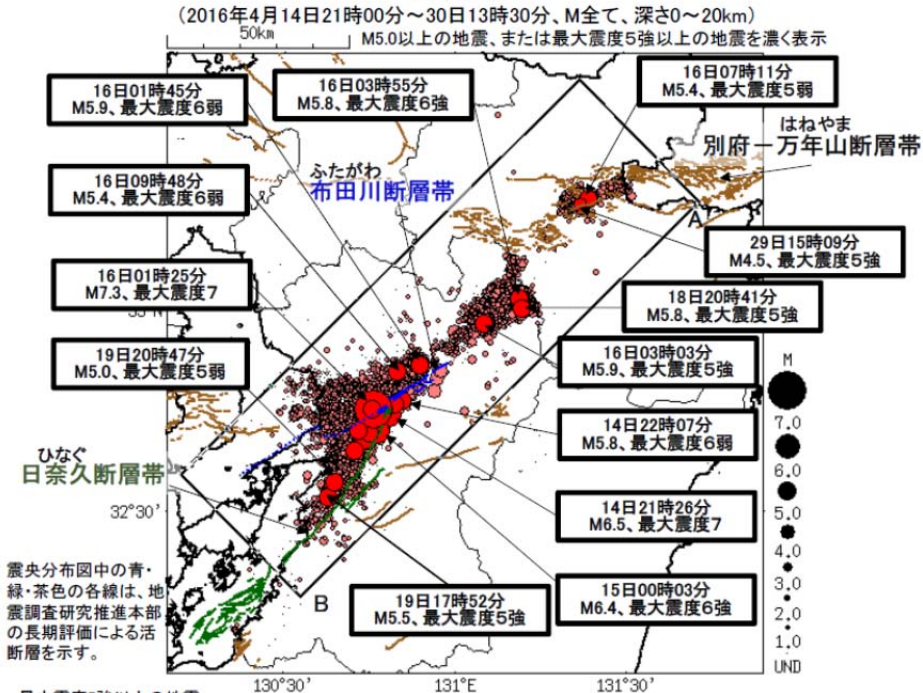 (2016年4月14日21時00分～30日13時30分、M全て、深さ0～20km)
50km
M5.0以上の地震、または最大震度5強以上の地震を濃く表示
16日01時45分
M5.9、最大震度6弱
16日03時55分
M5.8、最大震度6強
16日07時11分
M5.4、最大震度5弱
はねやま
別府－万年山断層帯
16日09時48分
M5.4、最大震度6弱
ふたがわ
布田川断層帯
A
29日15時09分
M4.5、最大震度5強
16日01時25分
M7.3、最大震度7
18日20時41分
M5.8、最大震度5強
19日20時47分
M5.0、最大震度5弱
16日03時03分
M5.9、最大震度5強
14日22時07分
M5.8、最大震度6弱
ひなぐ
日奈久断層帯
32°30'
14日21時26分
M6.5、最大震度7
15日00時03分
M6.4、最大震度6強
B
19日17時52分
M5.5、最大震度5強
M
7.0
6.0
5.0
4.0
3.0
2.0
1.0
UND
震央分布図中の青・
緑・茶色の各線は、地
震調査研究推進本部
の長期評価による活
断層を示す。
130°30'
131°E
131°30'